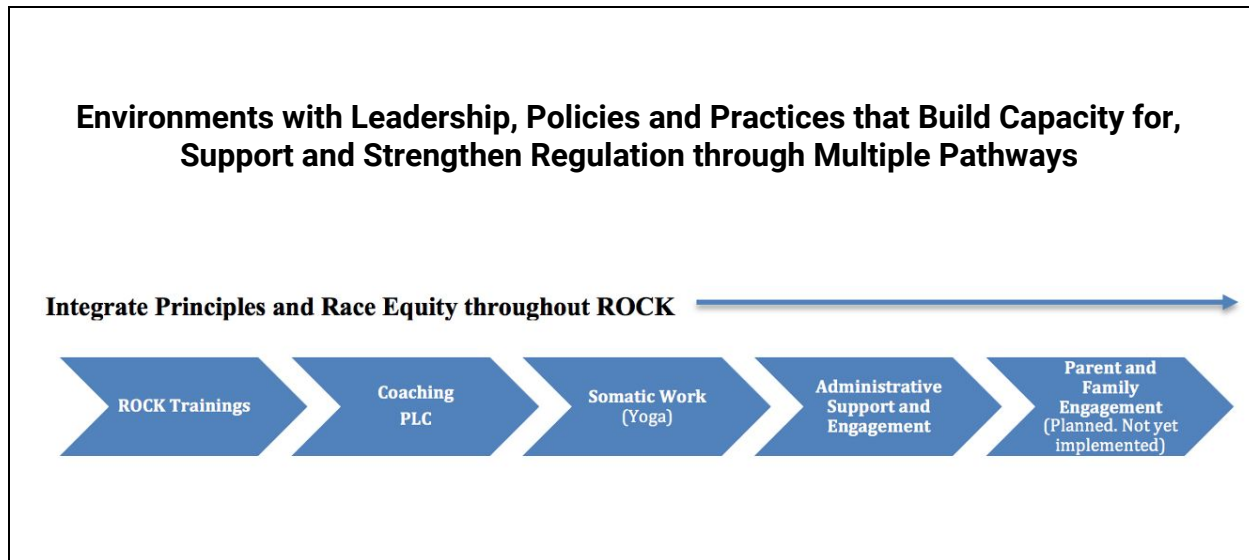 Environments with Leadership, Policies and Practices that Build Capacity for,
Support and Strengthen Regulation through Multiple Pathways
Integrate Principles and Race Equity throughout ROCK
ROCK Trainings
Coaching
PLC
Somatic Work
(Yoga)
Administrative
Support and
Engagement
Parent and
Family
Engagement
(Planned. Not yet
implemented)